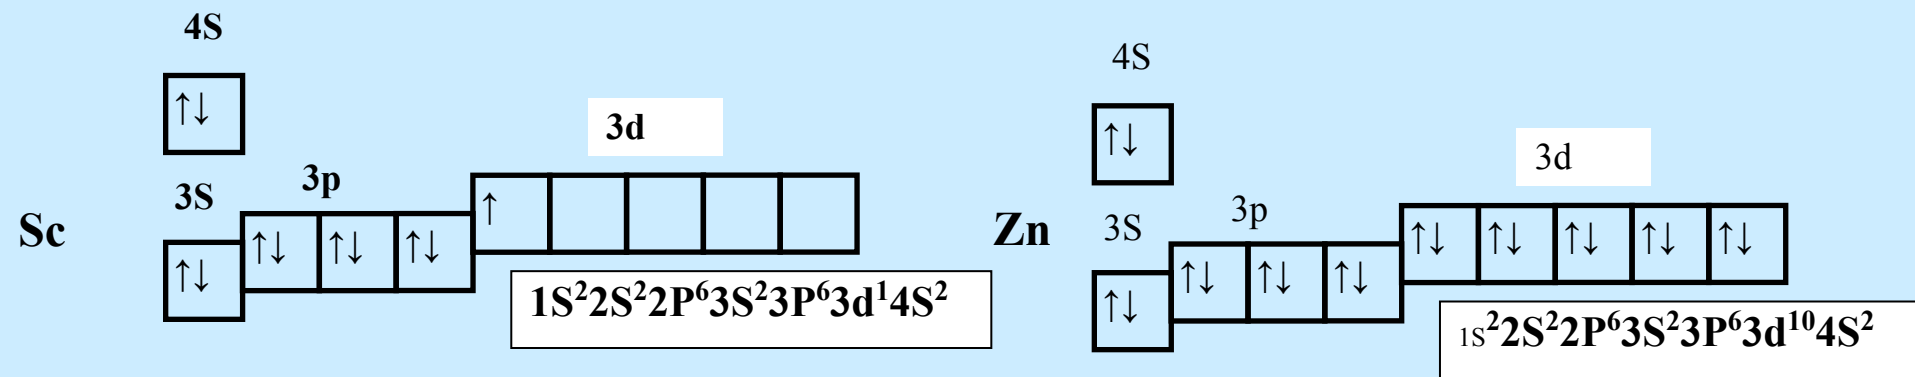 4S
↑↓
3d
3S
3p
Sc
↑↓
↑↓ ↑↓ ↑↓
↑
1S²2S²2P⁶3S²3P⁶3d¹4S²
4S
↑↓
3d
3S
3p
Zn
↑↓
↑↓ ↑↓ ↑↓
↑↓ ↑↓ ↑↓ ↑↓ ↑↓
1S²2S²2P⁶3S²3P⁶3d¹⁰4S²